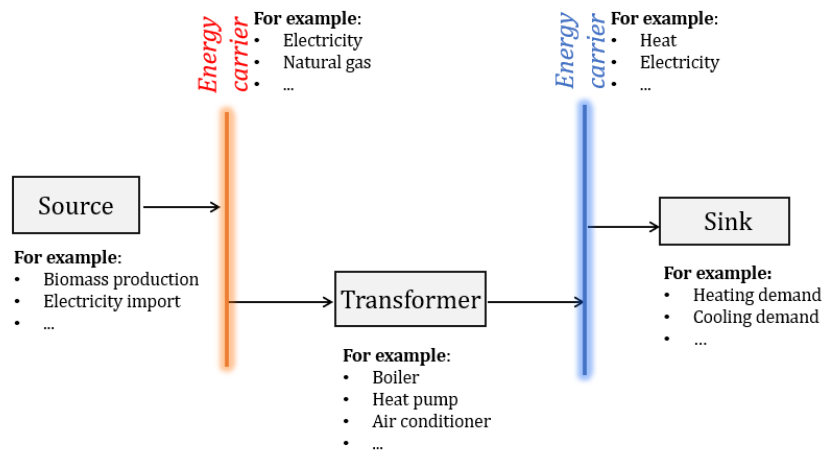 Energy
carrier
For example:
• Electricity
• Natural gas
• ...
Energy
carrier
For example:
• Heat
• Electricity
• ...
Source
For example:
• Biomass production
• Electricity import
• ...
Transformer
For example:
• Boiler
• Heat pump
• Air conditioner
• ...
Sink
For example:
• Heating demand
• Cooling demand
• ...